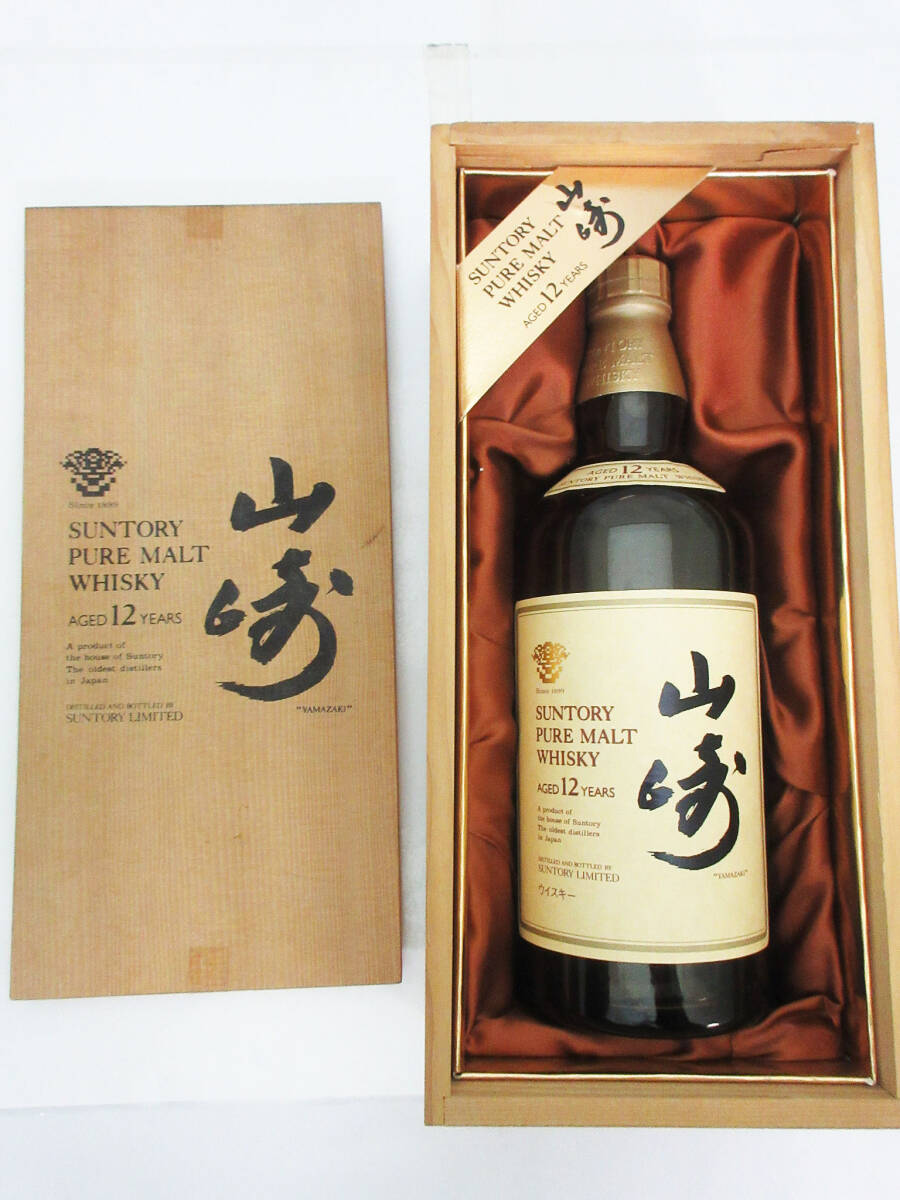 Since 1899
SUNTORY
PURE MALT
WHISKY
AGED 12 YEARS
A product of
the house of Suntory
The oldest distillers
in Japan
DISTILLED AND BOTTLED BY
SUNTORY LIMITED
山崎
"YAMAZAKI"
SUNTORY
PURE MALT
WHISKY
AGED 12 YEARS
山崎
SUNTORY
PURE MALT
WHISKY
AGED 12 YEARS
SUNTORY PURE MALT WHISKY
Since 1899
SUNTORY
PURE MALT
WHISKY
AGED 12 YEARS
A product of
the house of Suntory
The oldest distillers
in Japan
DISTILLED AND BOTTLED BY
SUNTORY LIMITED
ウイスキー
山崎
"YAMAZAKI"